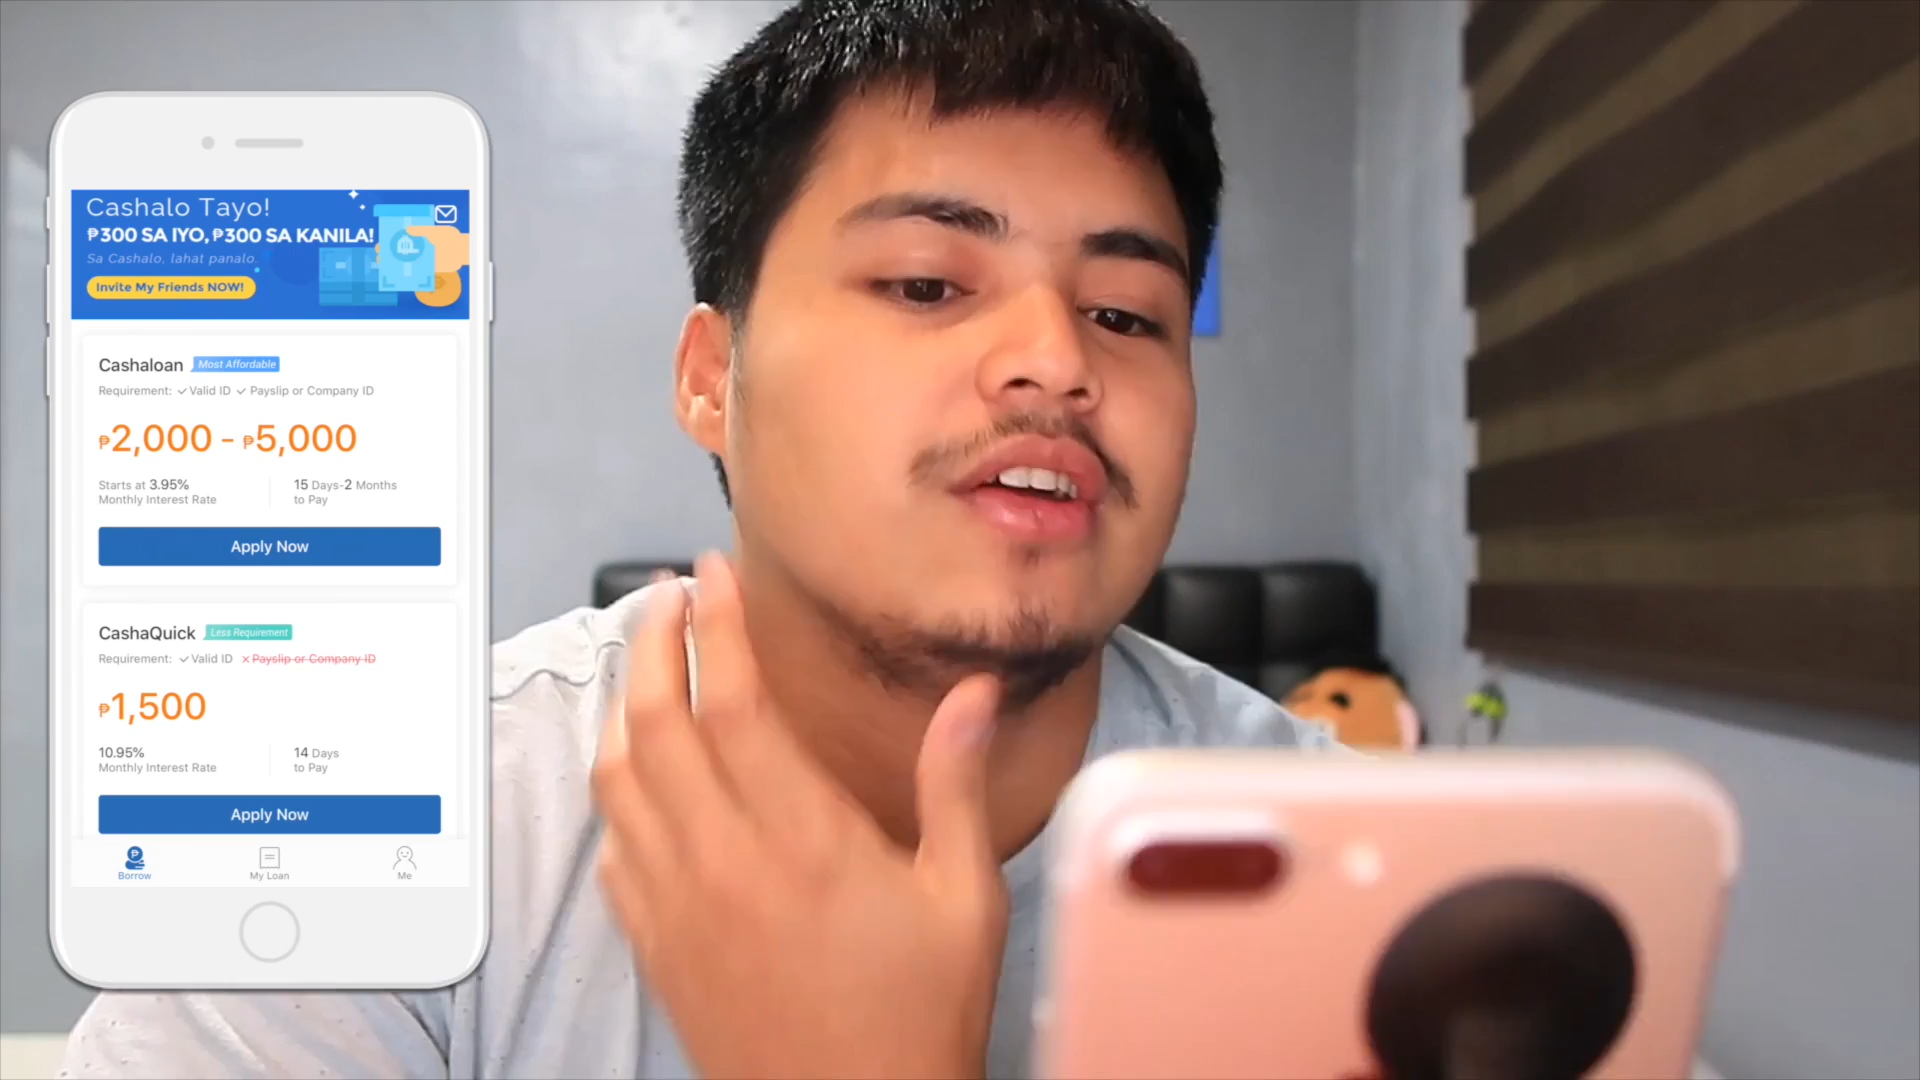 Cashalo Tayo!
₱300 SA IYO, ₱300 SA KANILA!
Sa Cashalo, lahat panalo.
Invite My Friends NOW!
Cashaloan Most Affordable
Requirement: ✓ Valid ID ✓ Payslip or Company ID
₱2,000 - ₱5,000
Starts at 3.95%
Monthly Interest Rate
15 Days-2 Months
to Pay
Apply Now
CashaQuick Less Requirement
Requirement: ✓ Valid ID × Payslip or Company ID
₱1,500
10.95%
Monthly Interest Rate
14 Days
to Pay
Apply Now
Borrow
My Loan
Me